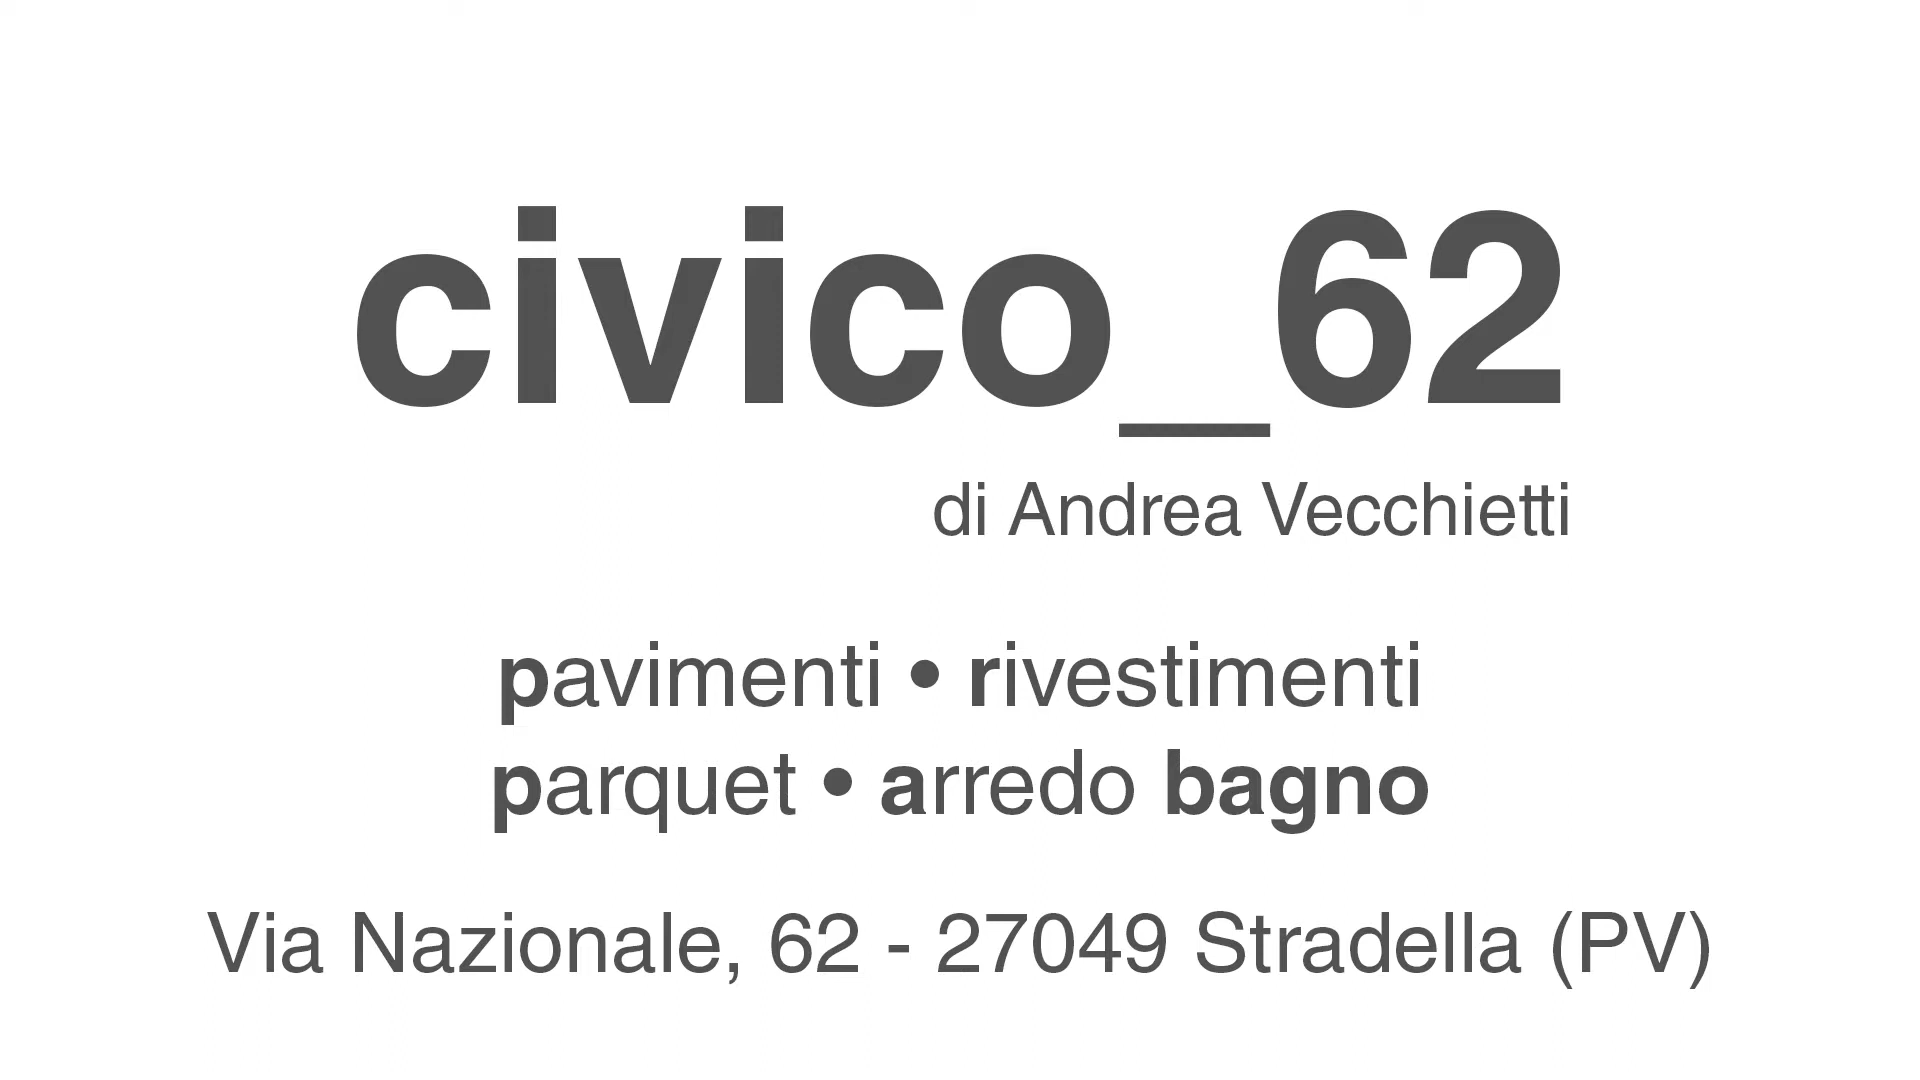 civico_62
di Andrea Vecchietti
pavimenti • rivestimenti
parquet • arredo bagno
Via Nazionale, 62 - 27049 Stradella (PV)